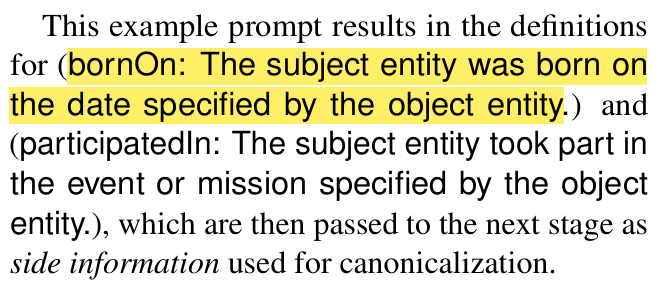 This example prompt results in the definitions
for (bornOn: The subject entity was born on
the date specified by the object entity.) and
(participatedIn: The subject entity took part in
the event or mission specified by the object
entity.), which are then passed to the next stage as
side information used for canonicalization.